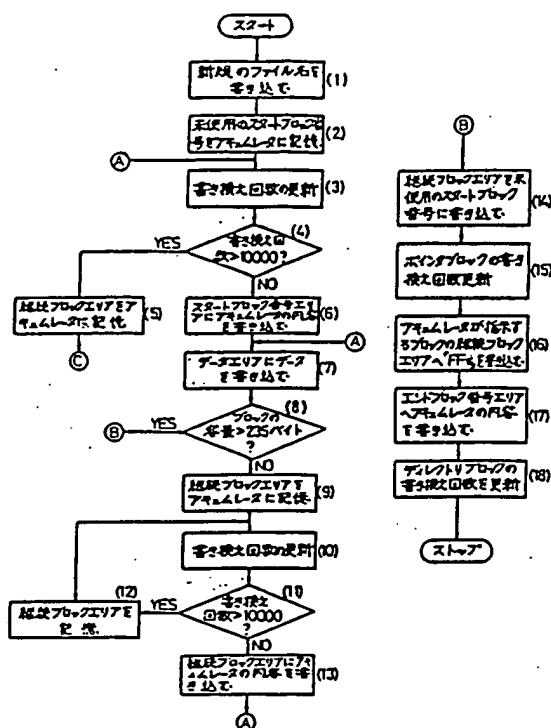 スタート
新規のファイル名を
書き込む。
(1)
未使用のスタートブロック番
号をアキュムレタに記憶。
(2)
A
書き換え回数の更新
(3)
(4)
書き換え回
数>10000?
YES
NO
継続ブロックエリアをア
キュムレタに記憶
(5)
C
スタートブロック番号エリ
アにアキュムレタの内容
を書き込む。
(6)
A
データエリアにデータ
を書き込む。
(7)
(8)
ブロックの
容量>235バイト
?
YES
B
NO
継続ブロックエリアを
アキュムレタに記憶。
(9)
書き換え回数の更新
(10)
(11)
書き換え
回数>10000
?
YES
(12)
継続ブロックエリアを
記憶
NO
継続ブロックエリアにアキ
ュムレタの内容を書き
込む。
(13)
A
B
継続ブロックエリアを未
使用のスタートブロック
番号に書き込む。
(14)
ポインタブロックの書き
換え回数更新
(15)
アキュムレタが指示す
るブロックの継続ブロック
エリアへ"FF"を書き込む。
(16)
エンドブロック番号エリア
へアキュムレタの内容
を書き込む。
(17)
ディレクトリブロックの
書き換え回数を更新
(18)
ストップ